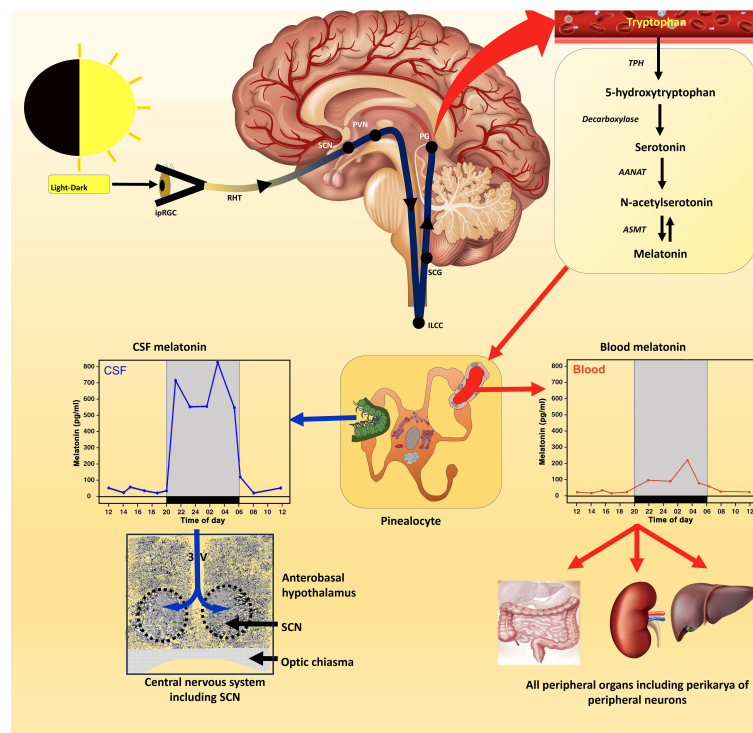 Tryptophan
TPH
5-hydroxytryptophan
Decarboxylase
Serotonin
AANAT
N-acetylserotonin
ASMT
Melatonin
Light-Dark
ipRGC
RHT
SCN
PVN
PG
SCG
ILCC
CSF melatonin
CSF
Melatonin (pg/ml)
800
700
600
500
400
300
200
100
0
12 14 16 18 20 22 24 02 04 06 08 10 12
Time of day
Pinealocyte
Blood melatonin
Blood
Melatonin (pg/ml)
800
700
600
500
400
300
200
100
0
12 14 16 18 20 22 24 02 04 06 08 10 12
Time of day
3 V
Anterobasal
hypothalamus
SCN
Optic chiasma
Central nervous system
including SCN
All peripheral organs including perikarya of
peripheral neurons